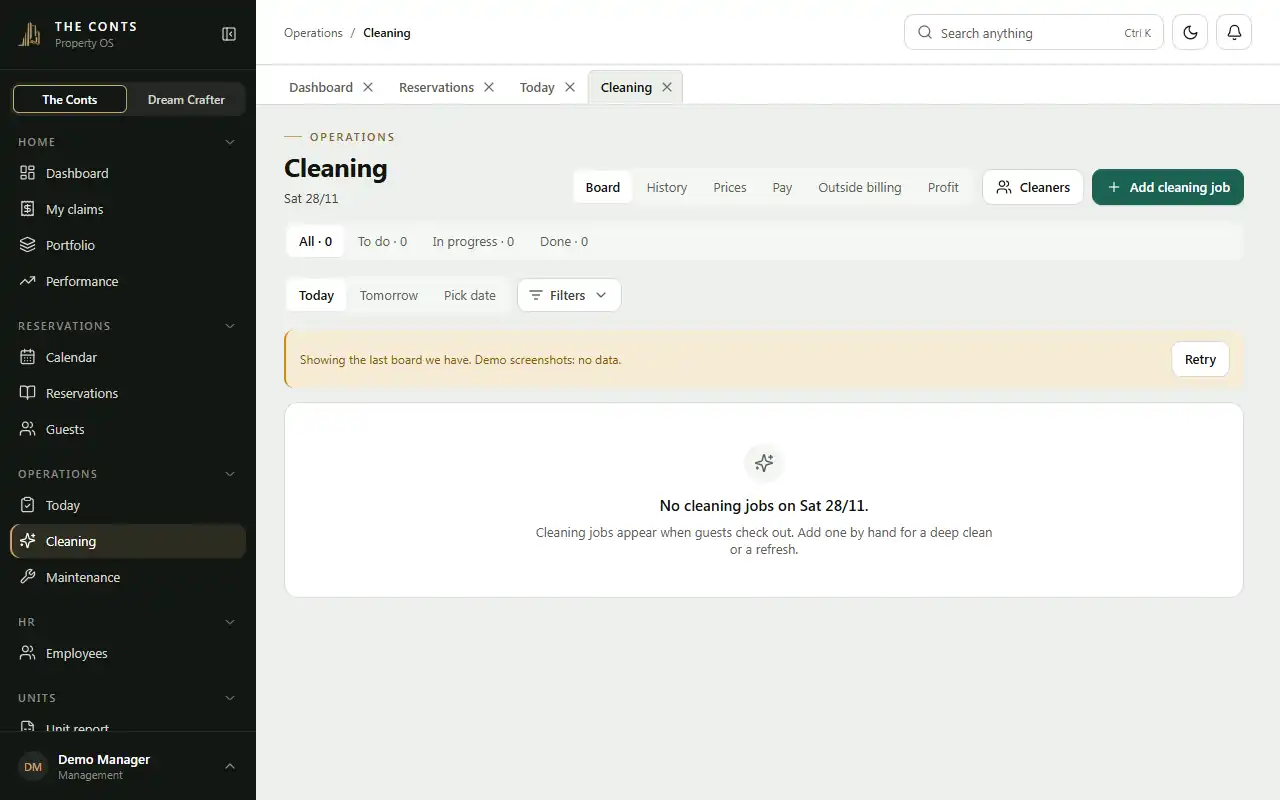 THE CONTS
Property OS
The Conts
Dream Crafter
HOME
Dashboard
My claims
Portfolio
Performance
RESERVATIONS
Calendar
Reservations
Guests
OPERATIONS
Today
Cleaning
Maintenance
HR
Employees
UNITS
Unit report
DM
Demo Manager
Management
Operations / Cleaning
Search anything
Ctrl K
Dashboard
Reservations
Today
Cleaning
OPERATIONS
Cleaning
Sat 28/11
Board
History
Prices
Pay
Outside billing
Profit
Cleaners
Add cleaning job
All · 0
To do · 0
In progress · 0
Done · 0
Today
Tomorrow
Pick date
Filters
Showing the last board we have. Demo screenshots: no data.
Retry
No cleaning jobs on Sat 28/11.
Cleaning jobs appear when guests check out. Add one by hand for a deep clean
or a refresh.